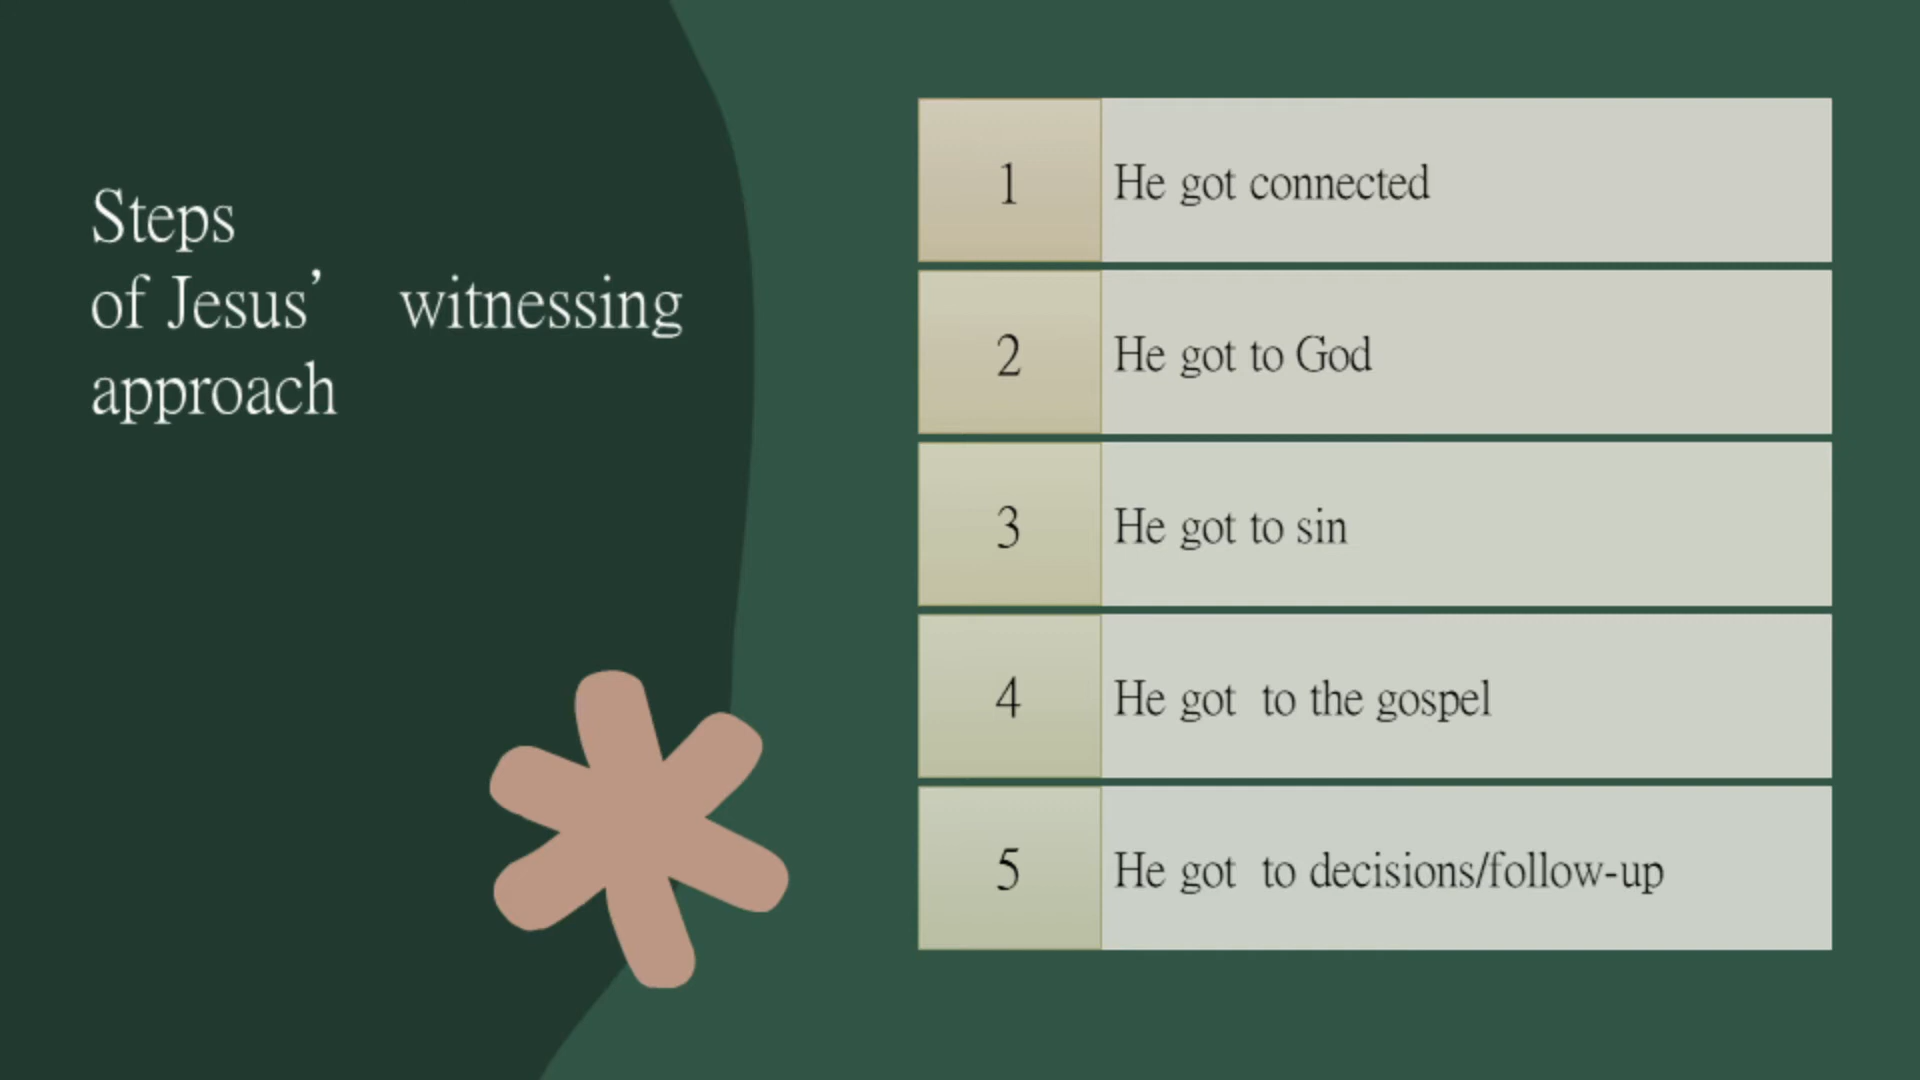 Steps
of Jesus’ witnessing
approach
1 He got connected
2 He got to God
3 He got to sin
4 He got to the gospel
5 He got to decisions/follow-up